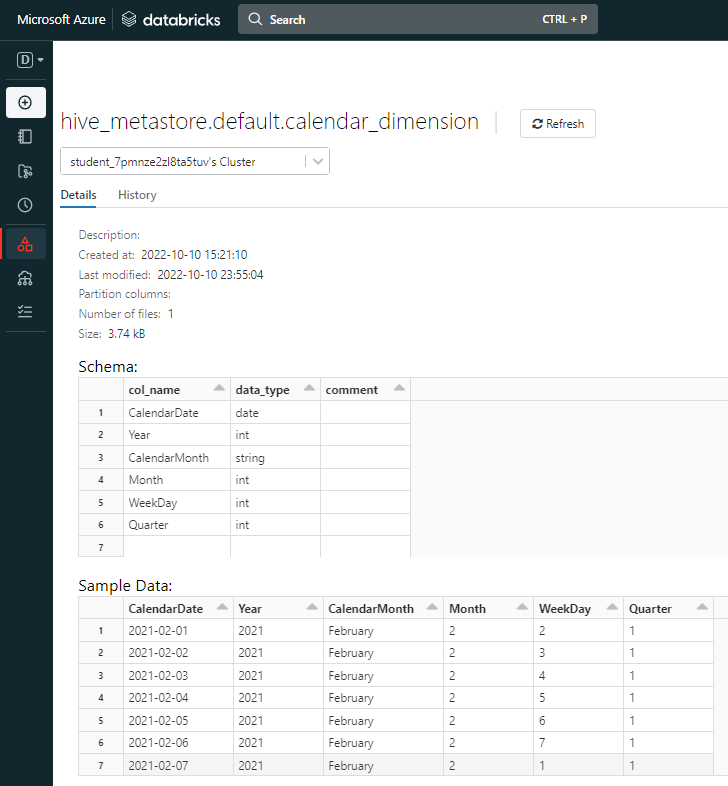 Microsoft Azure databricks Search CTRL + P
D
hive_metastore.default.calendar_dimension Refresh
student_7pmnze2zl8ta5tuv's Cluster
Details History
Description:
Created at: 2022-10-10 15:21:10
Last modified: 2022-10-10 23:55:04
Partition columns:
Number of files: 1
Size: 3.74 kB
Schema:
col_name data_type comment
1 CalendarDate date
2 Year int
3 CalendarMonth string
4 Month int
5 WeekDay int
6 Quarter int
7
Sample Data:
CalendarDate Year CalendarMonth Month WeekDay Quarter
1 2021-02-01 2021 February 2 2 1
2 2021-02-02 2021 February 2 3 1
3 2021-02-03 2021 February 2 4 1
4 2021-02-04 2021 February 2 5 1
5 2021-02-05 2021 February 2 6 1
6 2021-02-06 2021 February 2 7 1
7 2021-02-07 2021 February 2 1 1